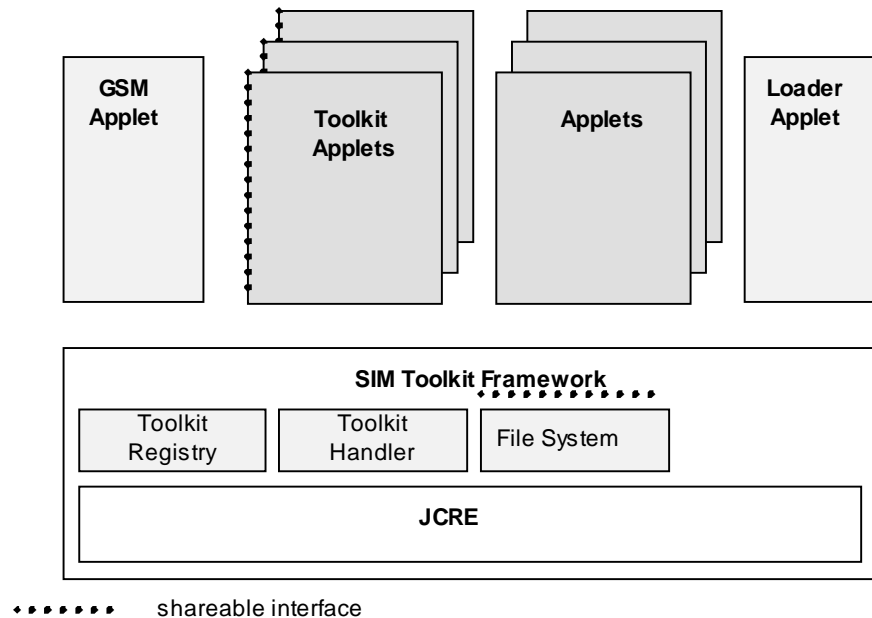 GSM
Applet
Toolkit
Applets
Applets
Loader
Applet
SIM Toolkit Framework
Toolkit
Registry
Toolkit
Handler
File System
JCRE
shareable interface